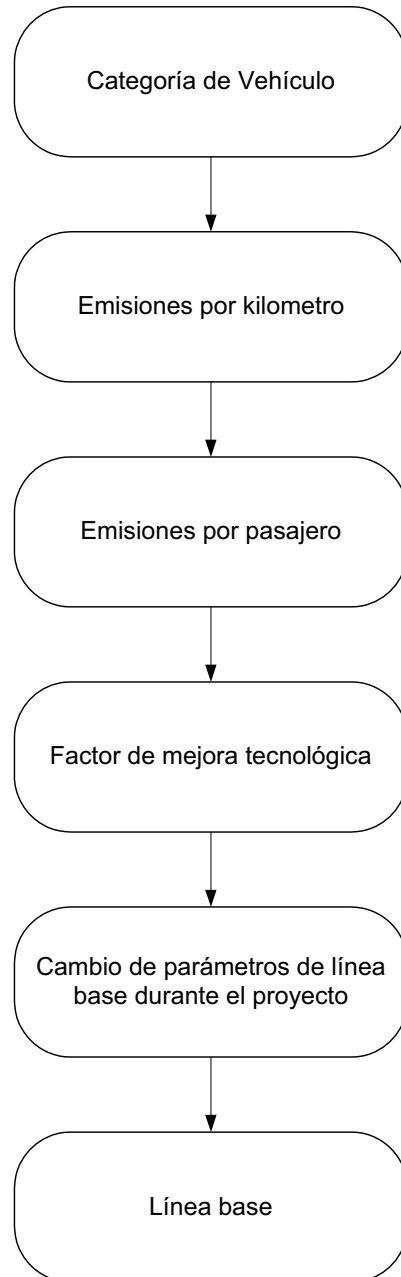 Categoría de Vehículo
Emisiones por kilometro
Emisiones por pasajero
Factor de mejora tecnológica
Cambio de parámetros de línea
base durante el proyecto
Línea base